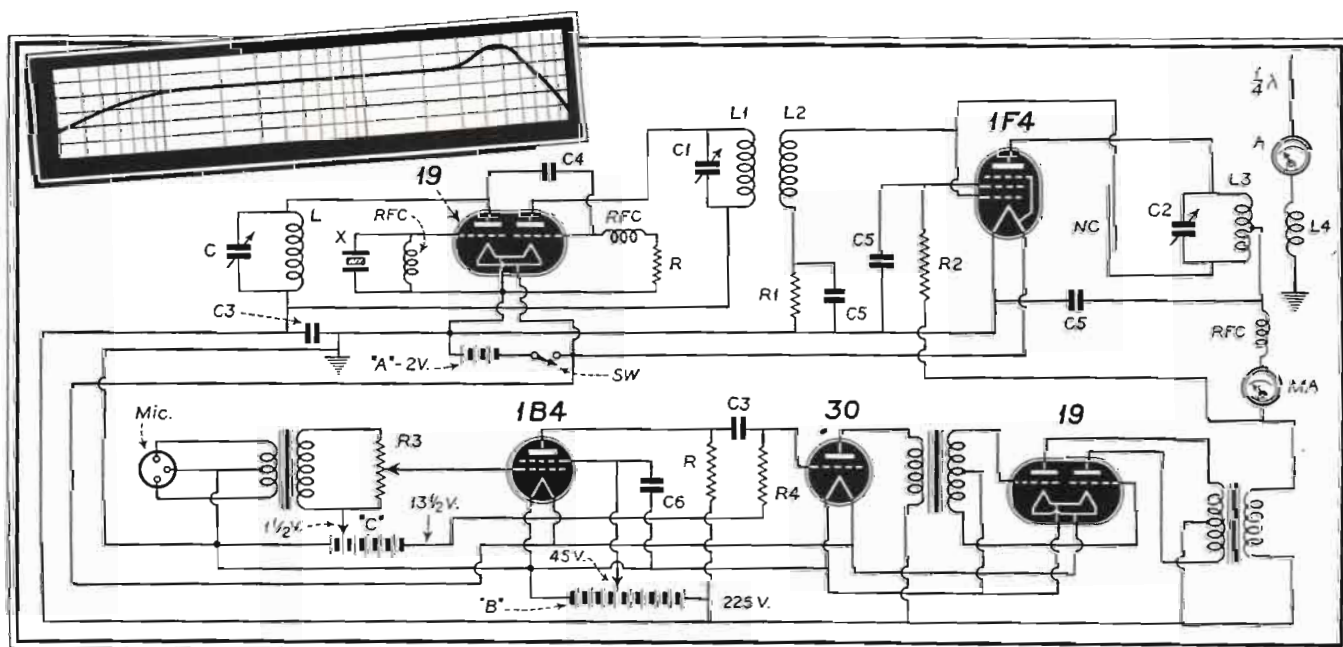 1/4 λ
L1
L2
1F4
A
C4
C1
19
L3
RFC
RFC
L
X
C2
NC
L4
C
C5
R2
R
R1
C5
C3
C5
RFC
"A"-2V.
SW
MA
Mic.
1B4
C3
30
19
R3
R
R4
C6
1 1/2 V.
"C"
13 1/2 V.
45V.
"B"
225 V.